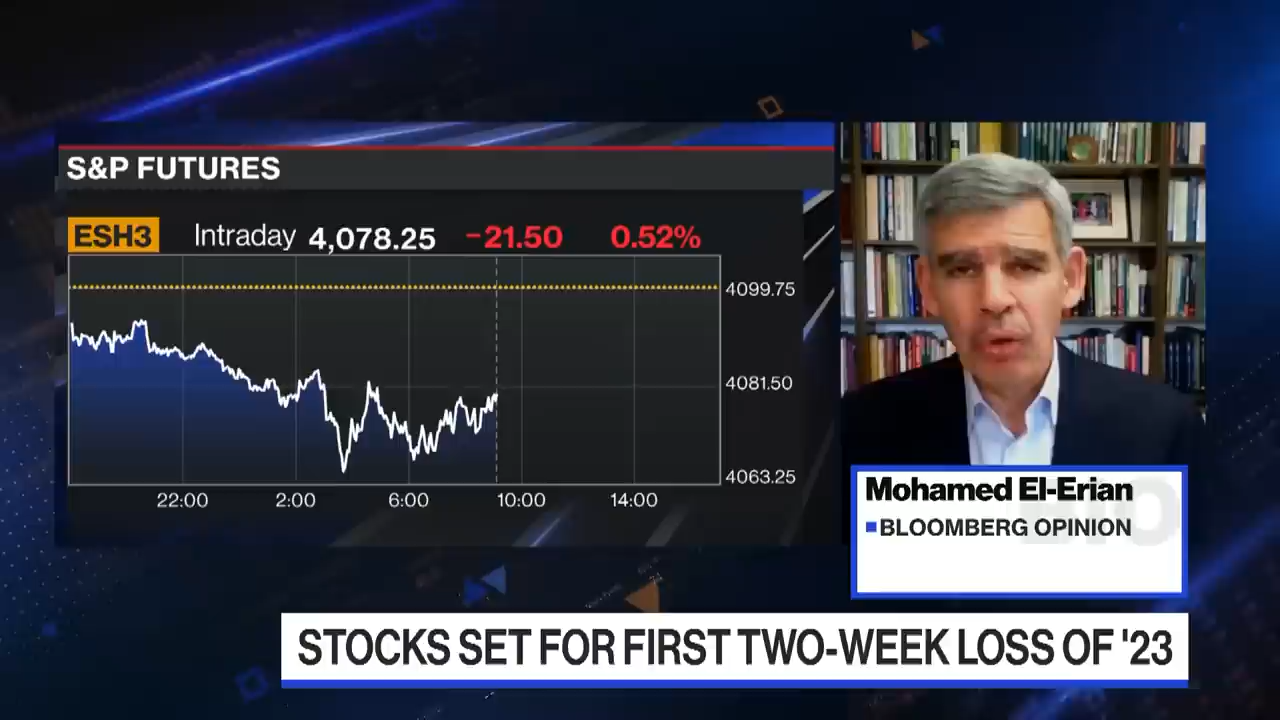 S&P FUTURES
ESH3 Intraday 4,078.25 −21.50 0.52%
4099.75
4081.50
4063.25
22:00 2:00 6:00 10:00 14:00
Mohamed El-Erian
BLOOMBERG OPINION
STOCKS SET FOR FIRST TWO-WEEK LOSS OF '23